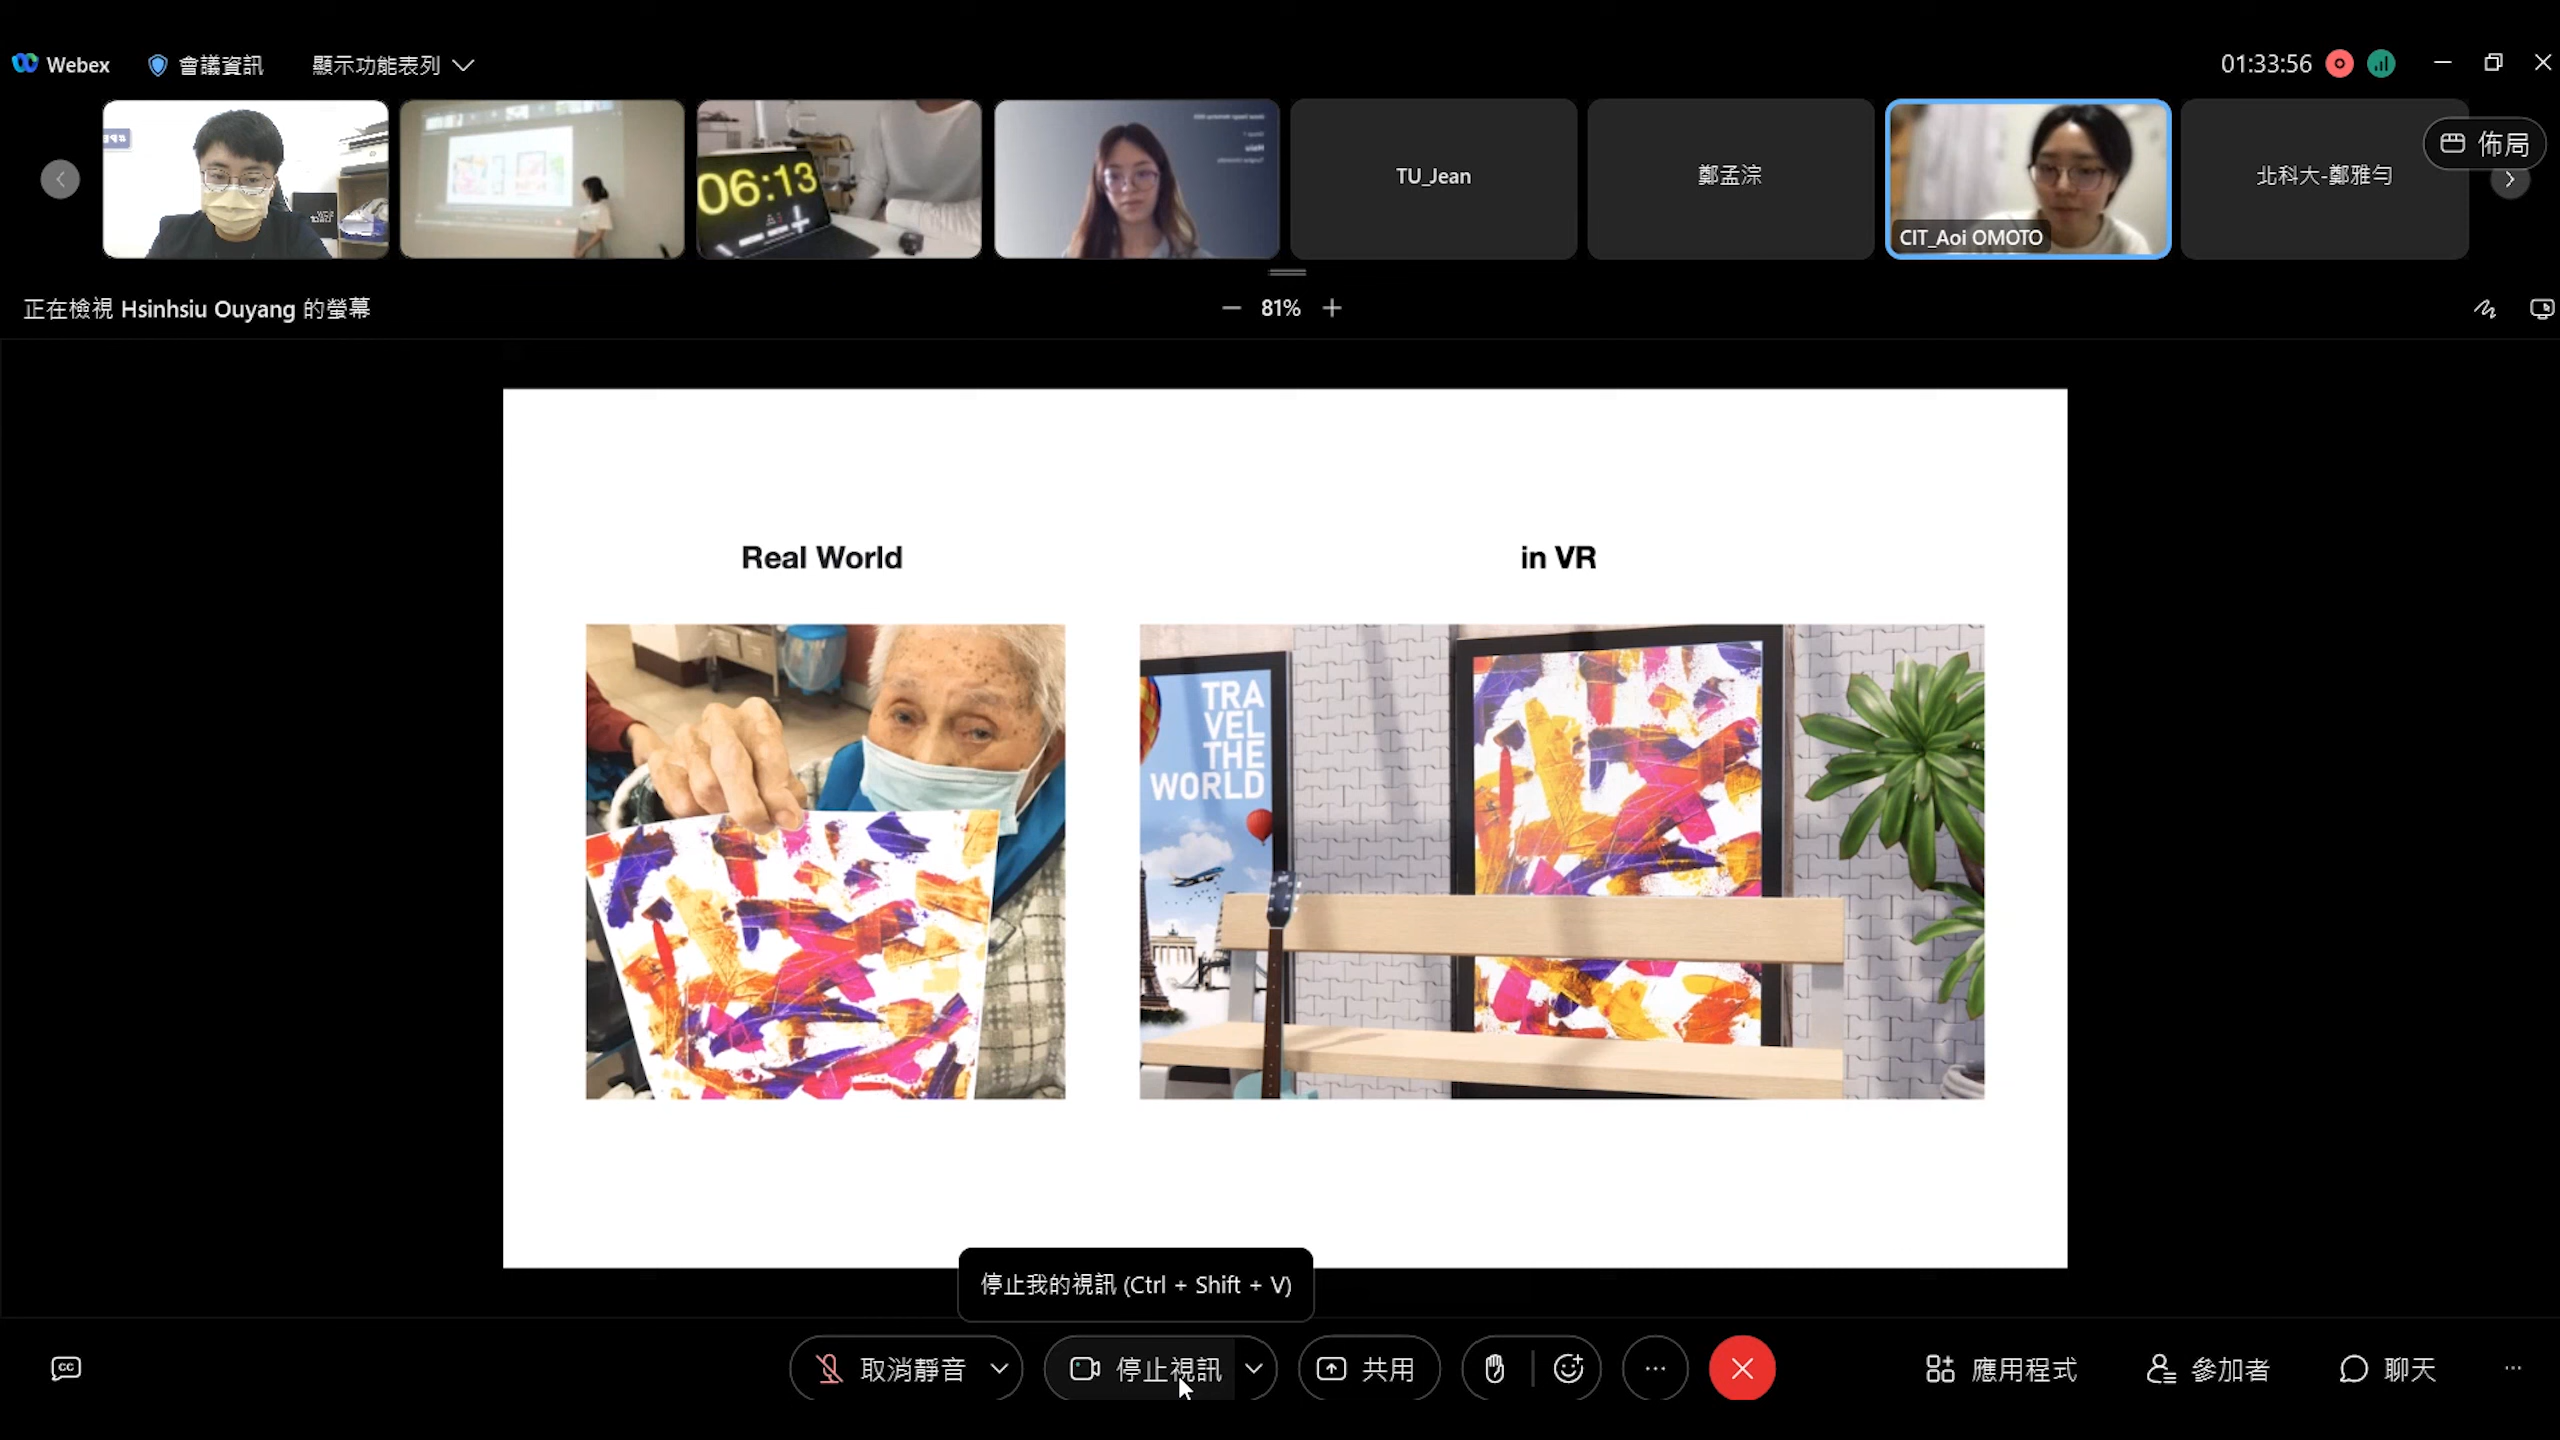 Webex
會議資訊
顯示功能表列
01:33:56
06:13
TU_Jean
鄭孟淙
CIT_Aoi OMOTO
北科大-鄭雅勻
佈局
正在檢視 Hsinhsiu Ouyang 的螢幕
81%
Real World
in VR
TRA
VEL
THE
WORLD
停止我的視訊 (Ctrl + Shift + V)
CC
取消靜音
停止視訊
共用
應用程式
參加者
聊天